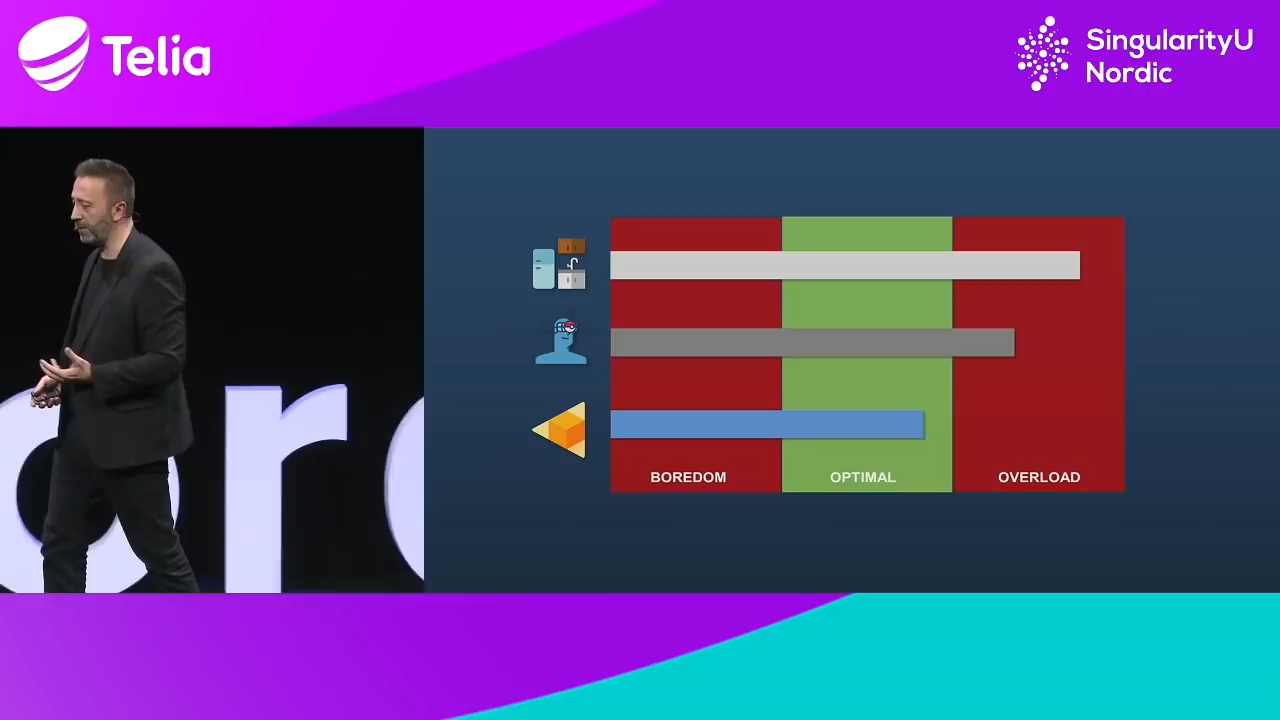 Telia
SingularityU
Nordic
BOREDOM
OPTIMAL
OVERLOAD